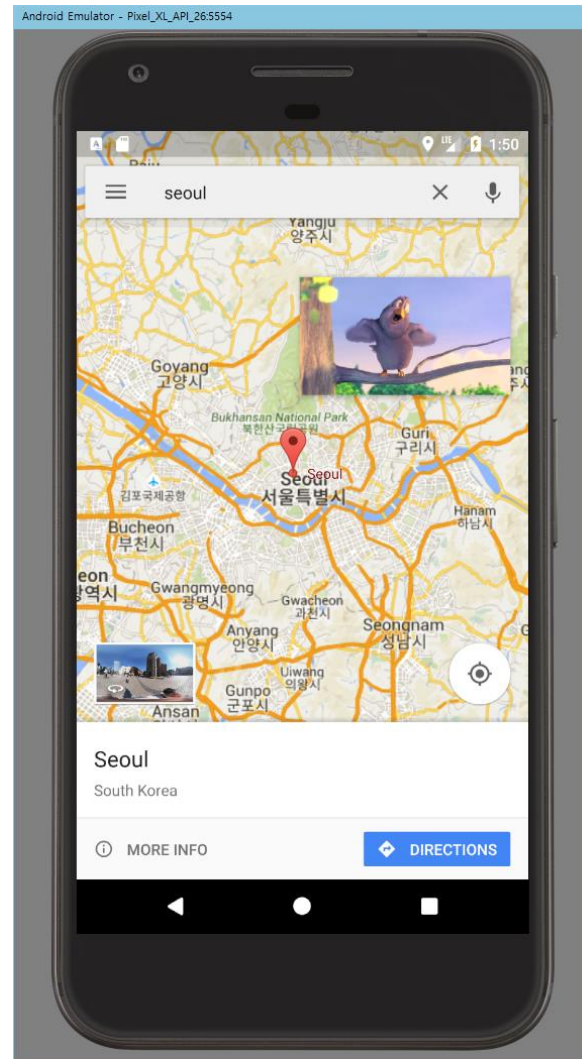 Android Emulator - Pixel_XL_API_26:5554
A
LTE
1:50
seoul
Yangju
양주시
Goyang
고양시
Bukhansan National Park
북한산국립공원
Guri
구리시
Seoul
Seoul
서울특별시
김포국제공항
Hanam
하남시
Bucheon
부천시
Gwangmyeong
광명시
Gwacheon
과천시
Seongnam
성남시
Anyang
안양시
Uiwang
의왕시
Gunpo
군포시
Ansan
Seoul
South Korea
MORE INFO
DIRECTIONS